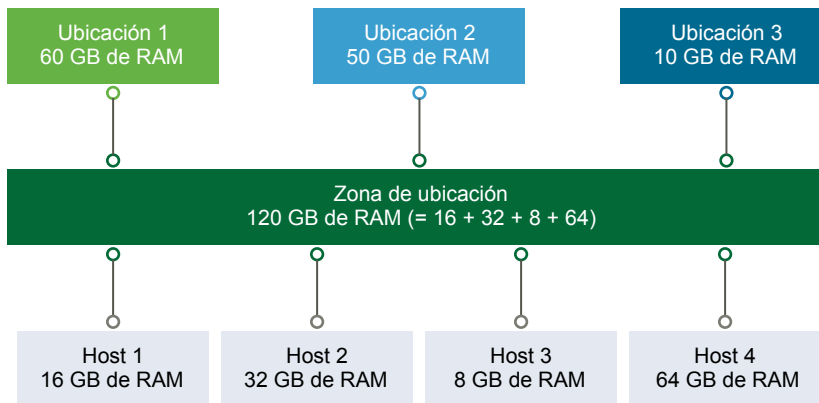 Ubicación 1
60 GB de RAM
Ubicación 2
50 GB de RAM
Ubicación 3
10 GB de RAM
Zona de ubicación
120 GB de RAM (= 16 + 32 + 8 + 64)
Host 1
16 GB de RAM
Host 2
32 GB de RAM
Host 3
8 GB de RAM
Host 4
64 GB de RAM